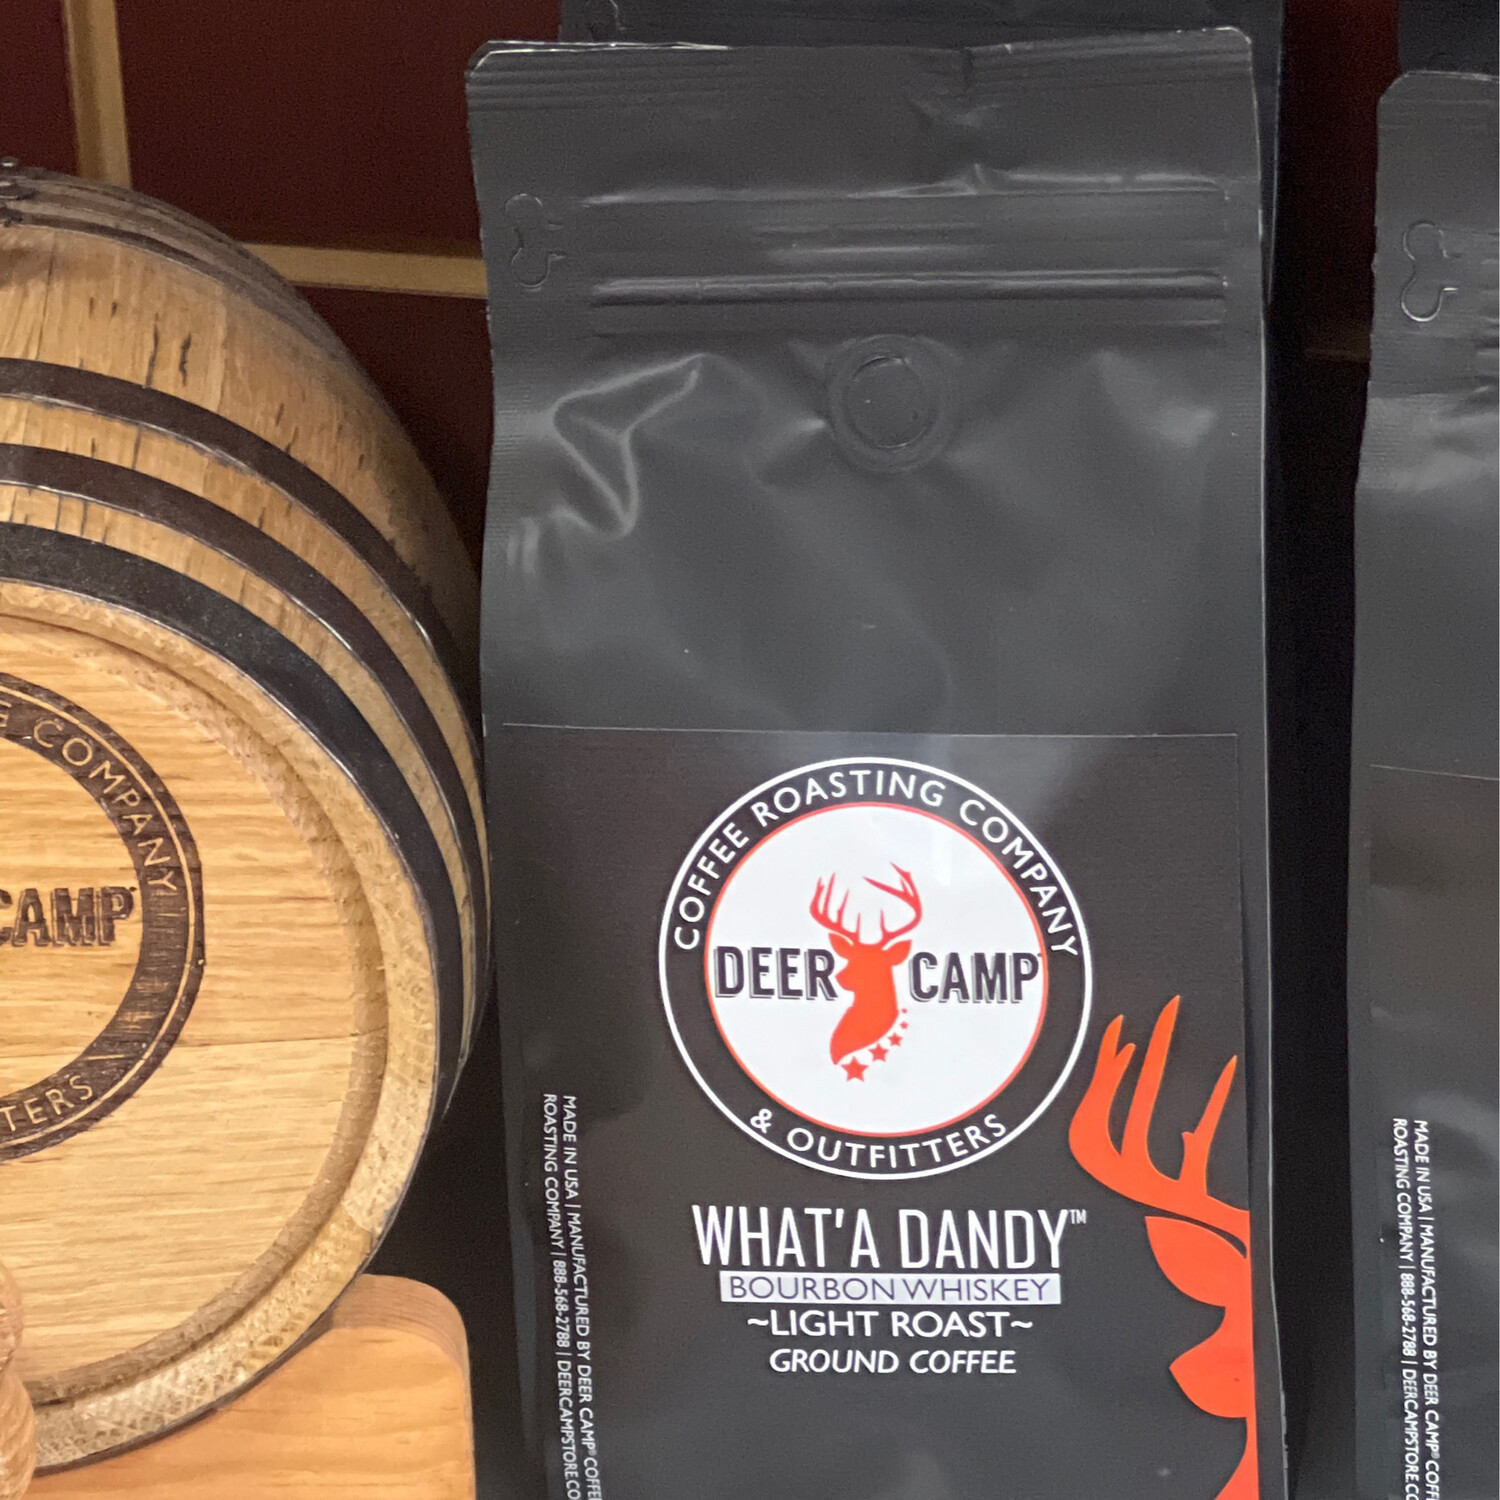 G COMPANY
CAMP
TERS
COFFEE ROASTING COMPANY
DEER CAMP
& OUTFITTERS
WHAT'A DANDY™
BOURBON WHISKEY
~LIGHT ROAST~
GROUND COFFEE
MADE IN USA | MANUFACTURED BY DEER CAMP® COFFEE
ROASTING COMPANY | 888-568-2788 | DEERCAMPSTORE.CO
MADE IN USA | MANUFACTURED BY DEER CAMP® COFF
ROASTING COMPANY | 888-568-2788 | DEERCAMPSTORE.CO